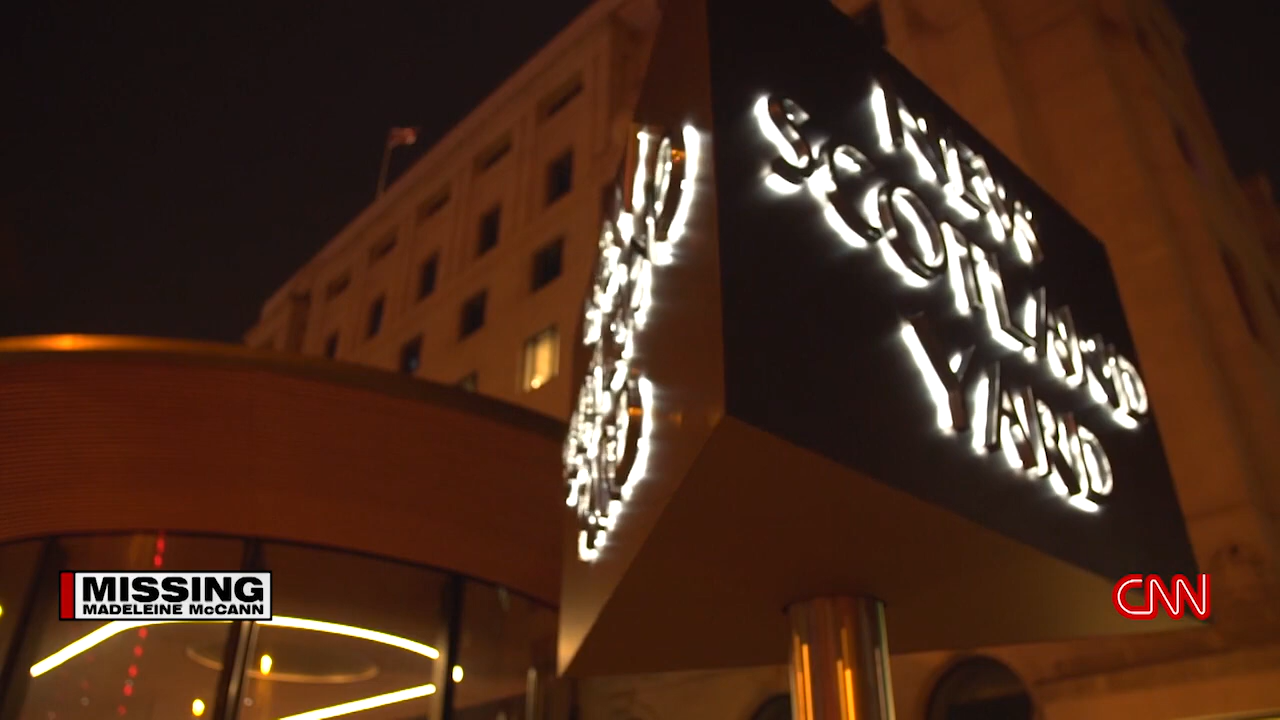 NEW
SCOTLAND
YARD
MISSING
MADELEINE McCANN
CNN